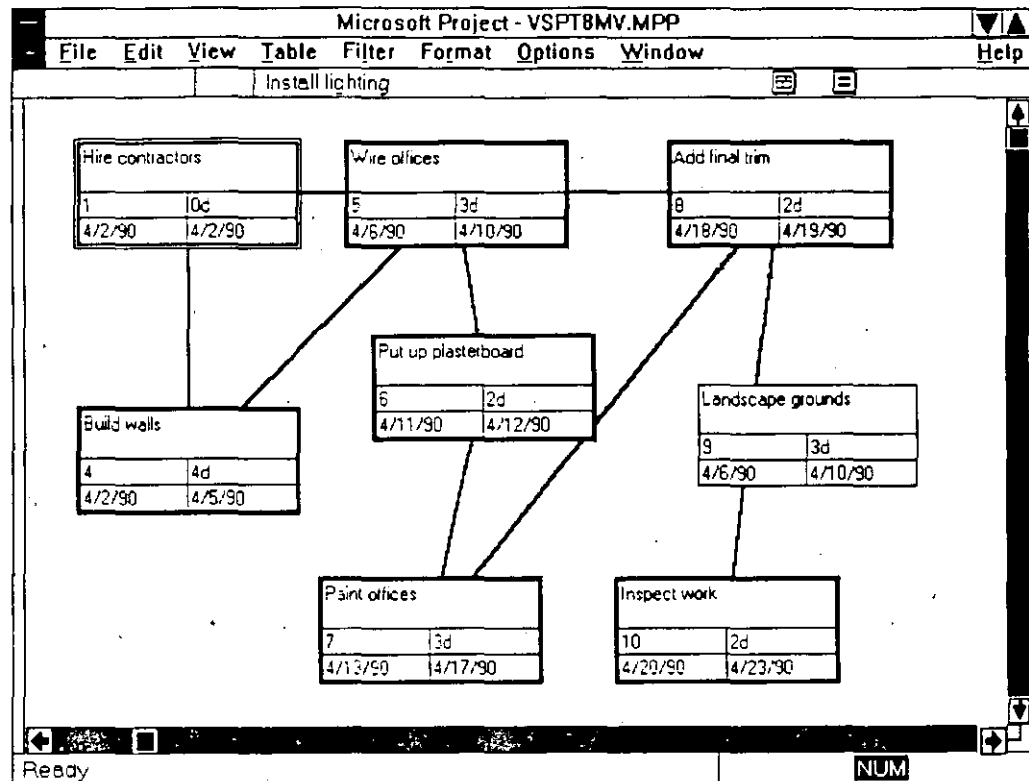 Microsoft Project - VSPT8MV.MPP
File Edit View Table Filter Format Options Window Help
Install lighting
Hire contractors
1 0d
4/2/90 4/2/90
Wire offices
5 3d
4/6/90 4/10/90
Add final trim
8 2d
4/18/90 4/19/90
Put up plasterboard
6 2d
4/11/90 4/12/90
Landscape grounds
9 3d
4/6/90 4/10/90
Build walls
4 4d
4/2/90 4/5/90
Paint offices
7 3d
4/13/90 4/17/90
Inspect work
10 2d
4/20/90 4/23/90
Ready NUM